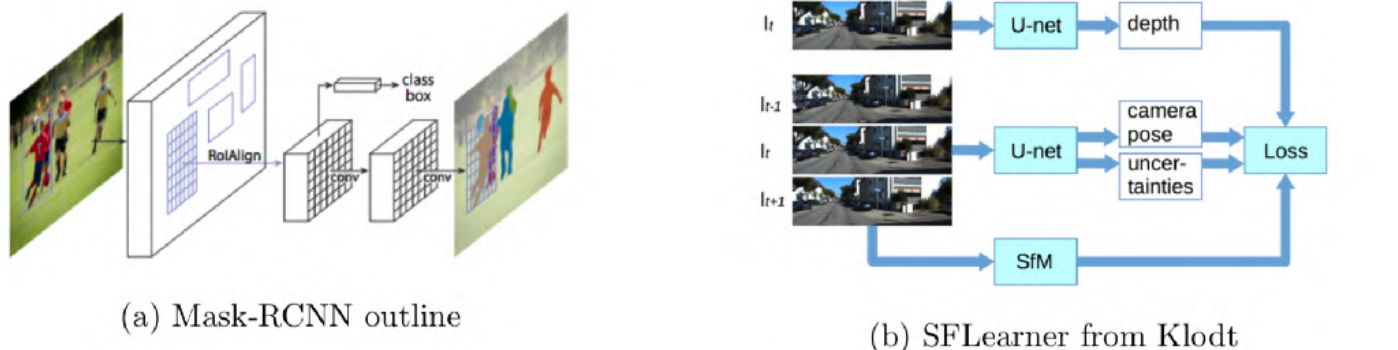 class
box
RoIAlign
conv
conv
(a) Mask-RCNN outline
It
U-net
depth
It-1
It
It+1
U-net
camera
pose
uncer-
tainties
Loss
SfM
(b) SFLearner from Klodt